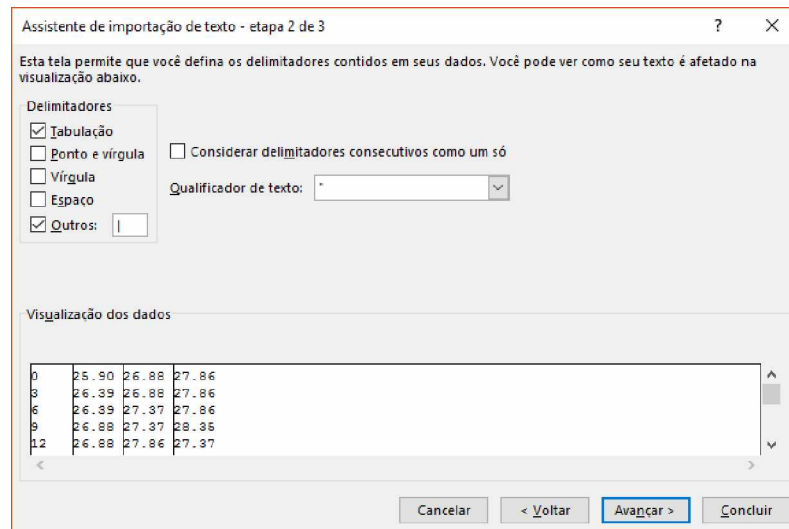 Assistente de importação de texto - etapa 2 de 3 ? X
Esta tela permite que você defina os delimitadores contidos em seus dados. Você pode ver como seu texto é afetado na
visualização abaixo.
Delimitadores
Tabulação
Ponto e vírgula
Vírgula
Espaço
Outros: |
Considerar delimitadores consecutivos como um só
Qualificador de texto: "
Visualização dos dados
0 25.90 26.88 27.86
3 26.39 26.88 27.86
6 26.39 27.37 27.86
9 26.88 27.37 28.35
12 26.88 27.86 27.37
Cancelar < Voltar Avançar > Concluir